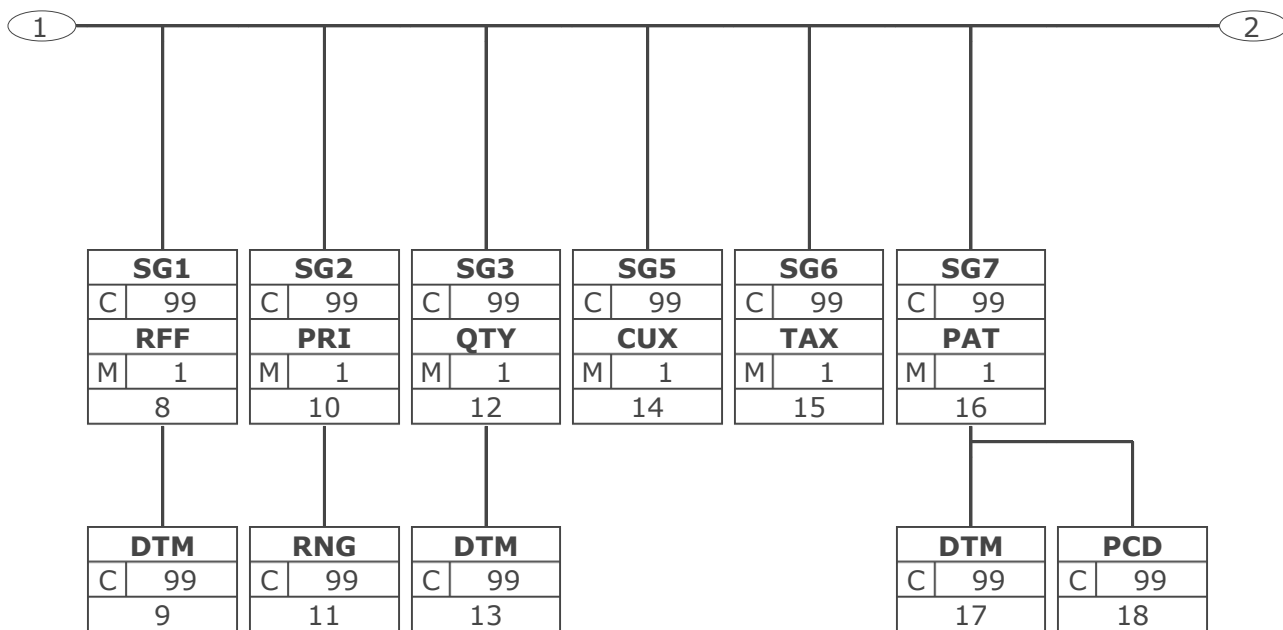 1 2
SG1 SG2 SG3 SG5 SG6 SG7
C 99 C 99 C 99 C 99 C 99 C 99
RFF PRI QTY CUX TAX PAT
M 1 M 1 M 1 M 1 M 1 M 1
8 10 12 14 15 16
DTM RNG DTM DTM PCD
C 99 C 99 C 99 C 99 C 99
9 11 13 17 18